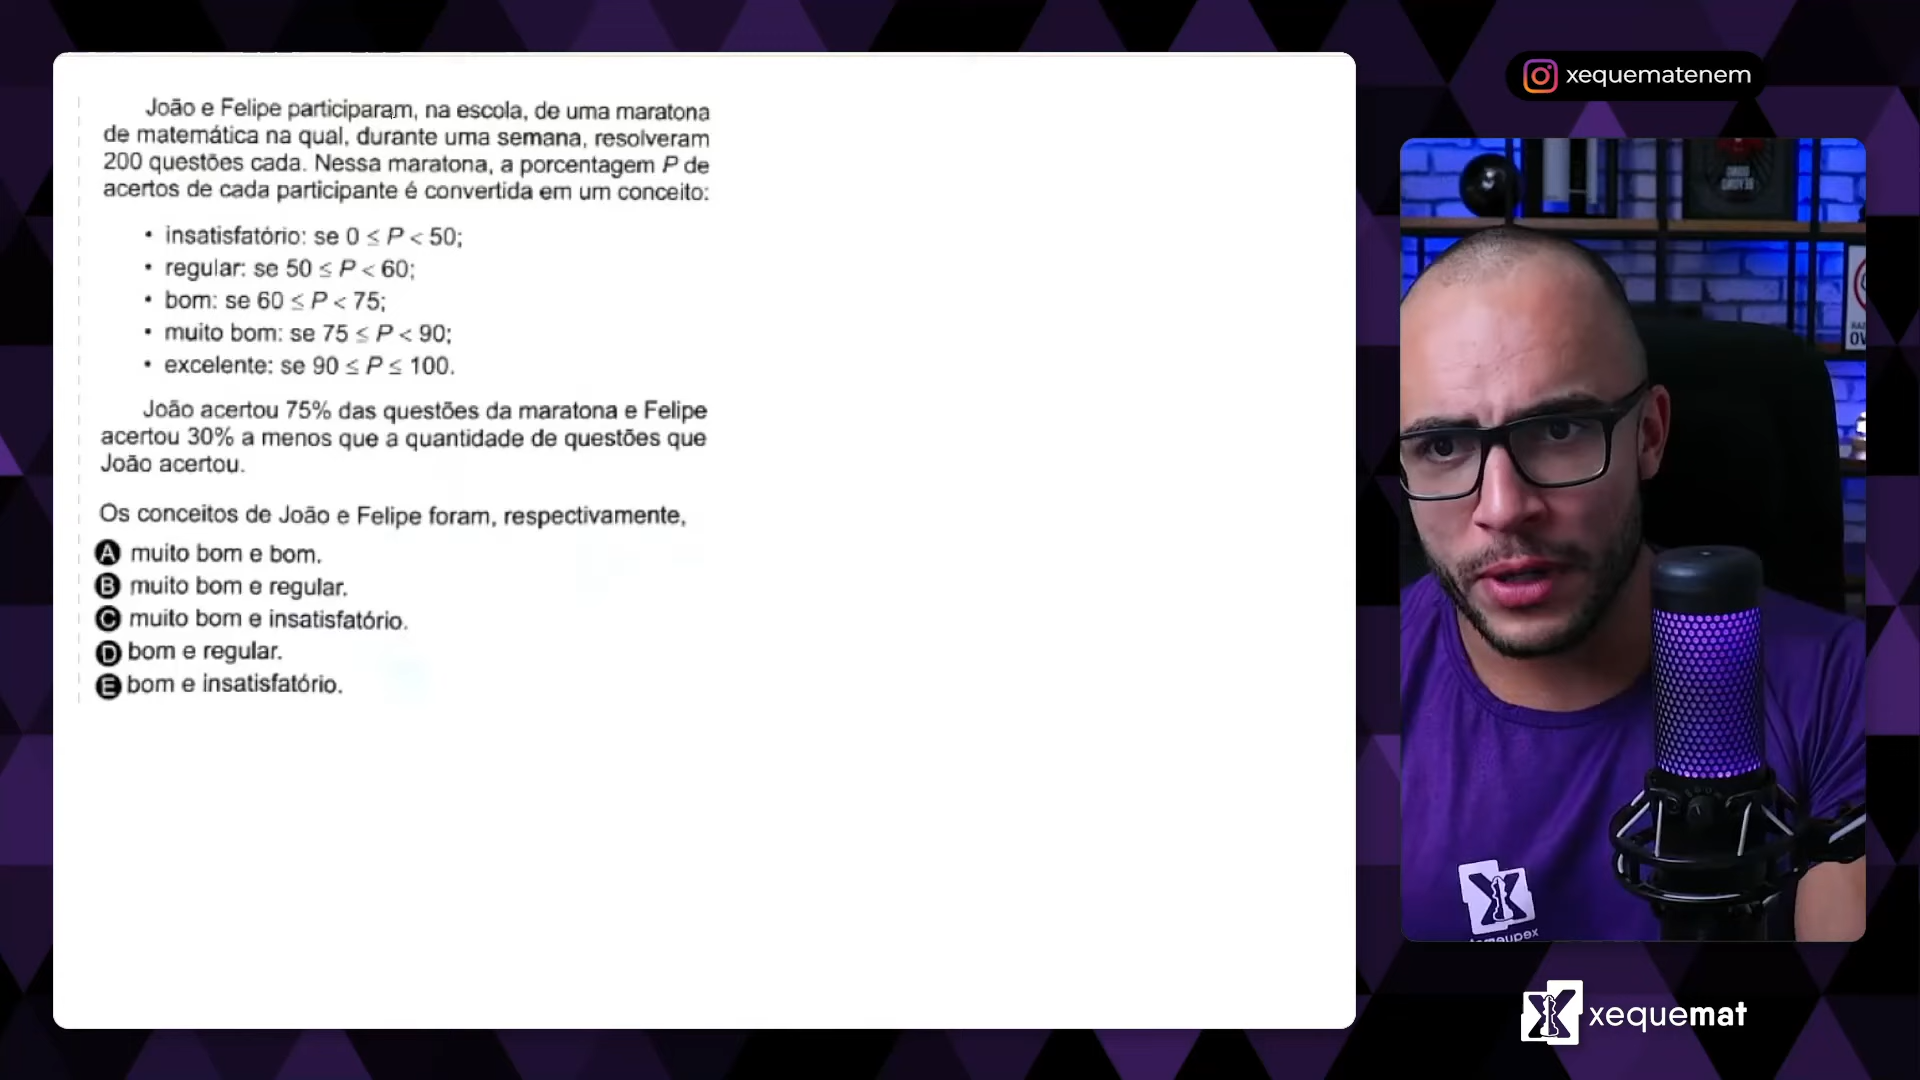 João e Felipe participaram, na escola, de uma maratona
de matemática na qual, durante uma semana, resolveram
200 questões cada. Nessa maratona, a porcentagem P de
acertos de cada participante é convertida em um conceito:
• insatisfatório: se 0 ≤ P < 50;
• regular: se 50 ≤ P < 60;
• bom: se 60 ≤ P < 75;
• muito bom: se 75 ≤ P < 90;
• excelente: se 90 ≤ P ≤ 100.
João acertou 75% das questões da maratona e Felipe
acertou 30% a menos que a quantidade de questões que
João acertou.
Os conceitos de João e Felipe foram, respectivamente,
A muito bom e bom.
B muito bom e regular.
C muito bom e insatisfatório.
D bom e regular.
E bom e insatisfatório.
xequematenem
xequemat